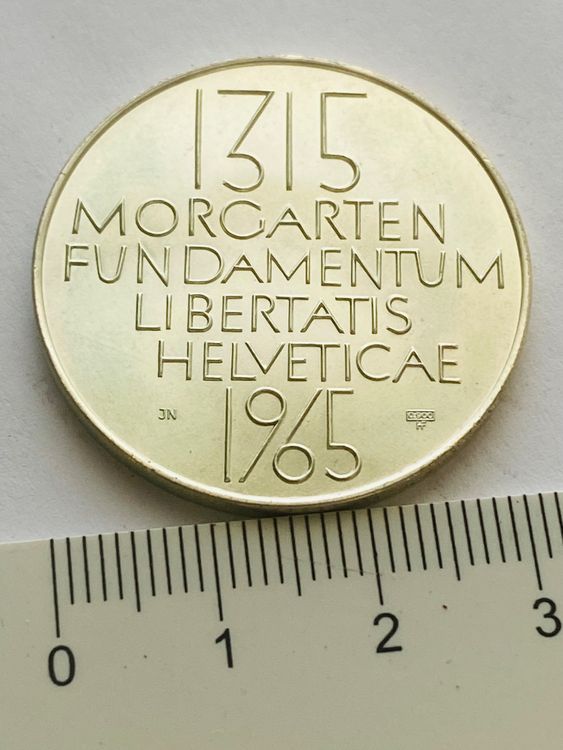 1315
MORGARTEN
FUNDAMENTUM
LIBERTATIS
HELVETICAE
JN
1965
0 1 2 3